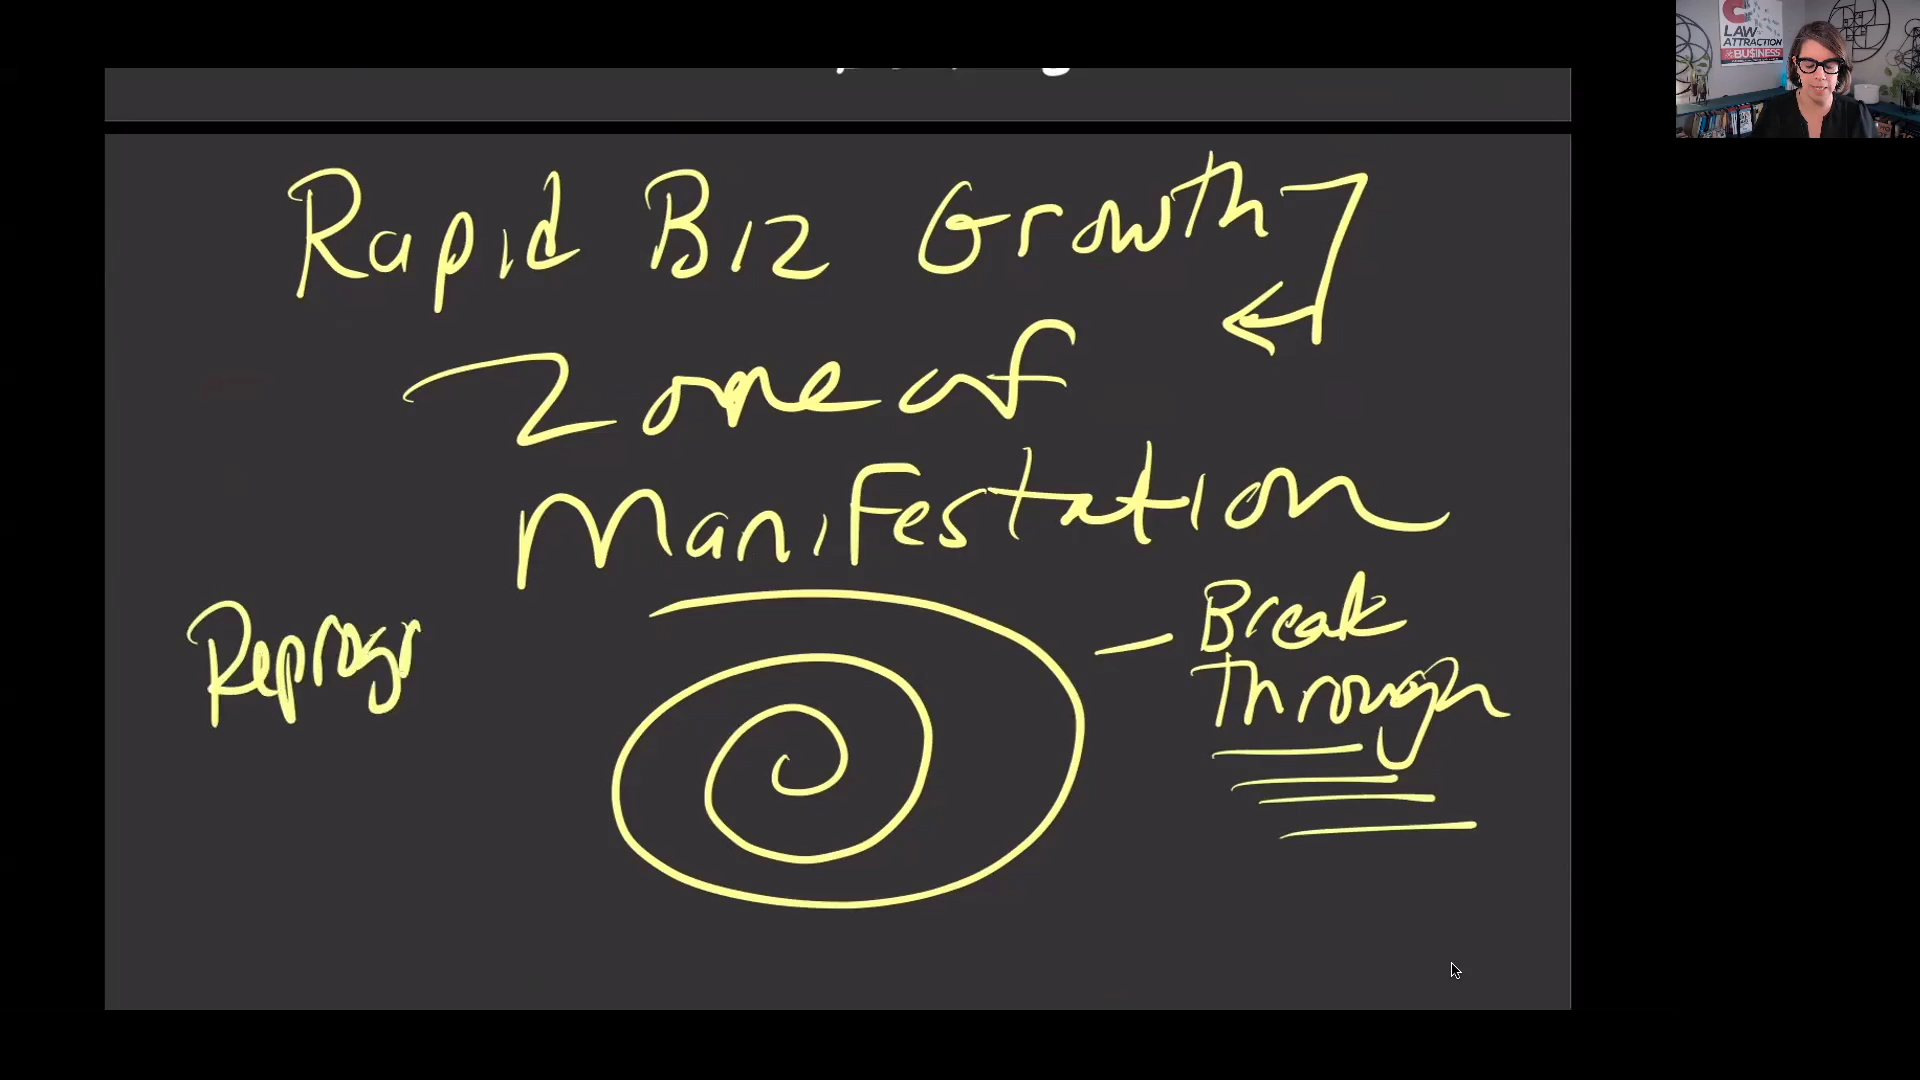 LAW
ATTRACTION
BUSINESS
Rapid Biz Growth
Zone of
Manifestation
Reprogr
Break
Through